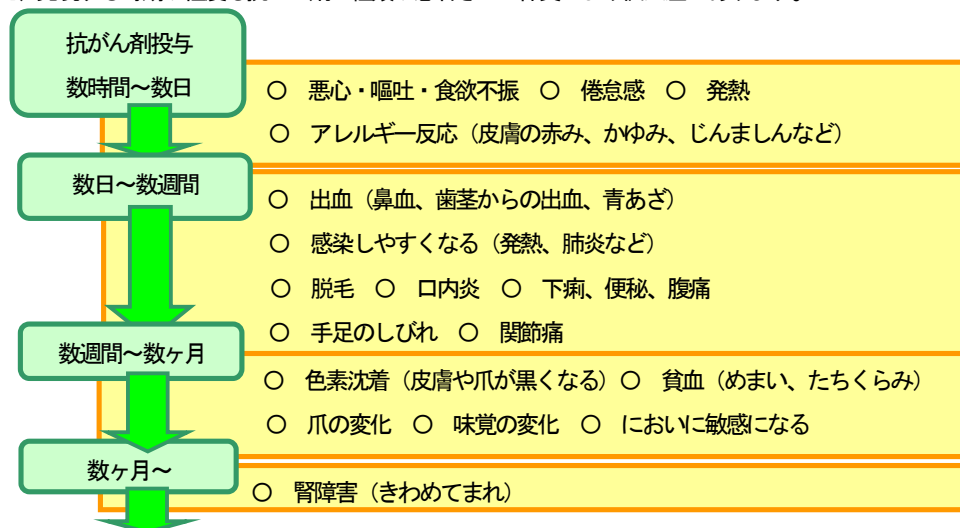 抗がん剤投与
数時間～数日
○ 悪心・嘔吐・食欲不振 ○ 倦怠感 ○ 発熱
○ アレルギー反応（皮膚の赤み、かゆみ、じんましんなど）
数日～数週間
○ 出血（鼻血、歯茎からの出血、青あざ）
○ 感染しやすくなる（発熱、肺炎など）
○ 脱毛 ○ 口内炎 ○ 下痢、便秘、腹痛
○ 手足のしびれ ○ 関節痛
数週間～数ヶ月
○ 色素沈着（皮膚や爪が黒くなる）○ 貧血（めまい、たちくらみ）
○ 爪の変化 ○ 味覚の変化 ○ においに敏感になる
数ヶ月～
○ 腎障害（きわめてまれ）